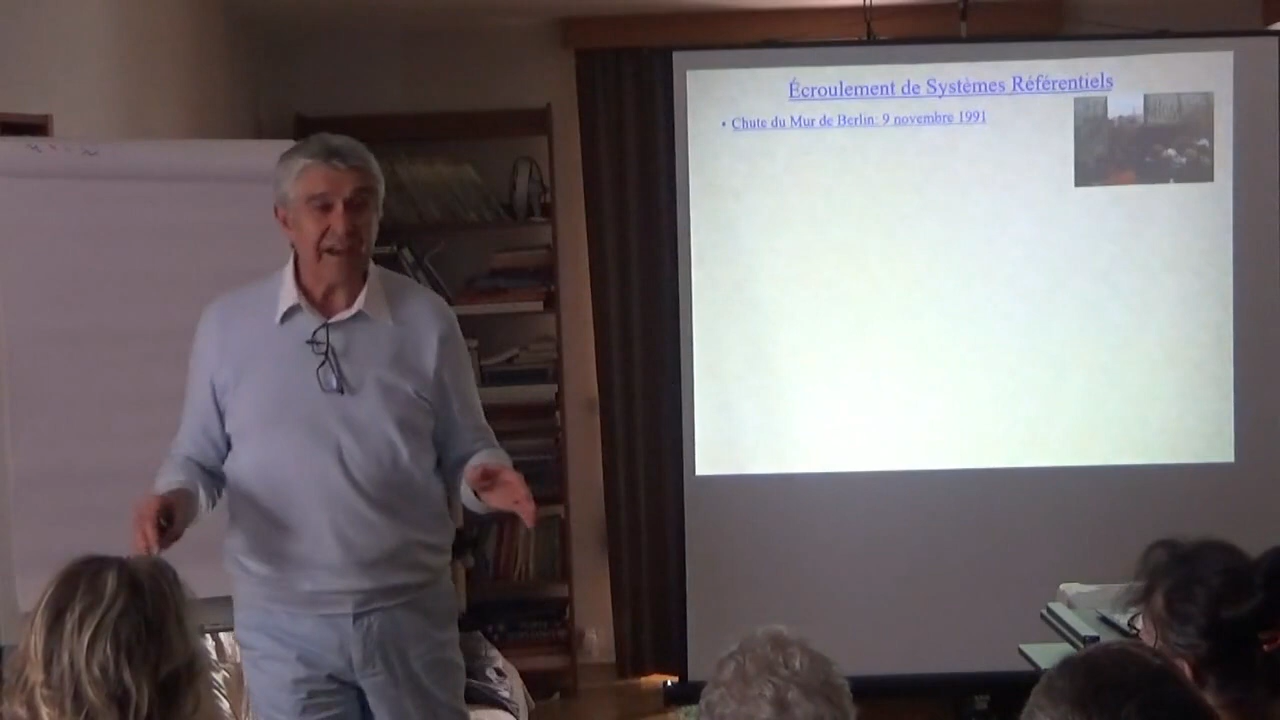 Écroulement de Systèmes Référentiels
• Chute du Mur de Berlin: 9 novembre 1991